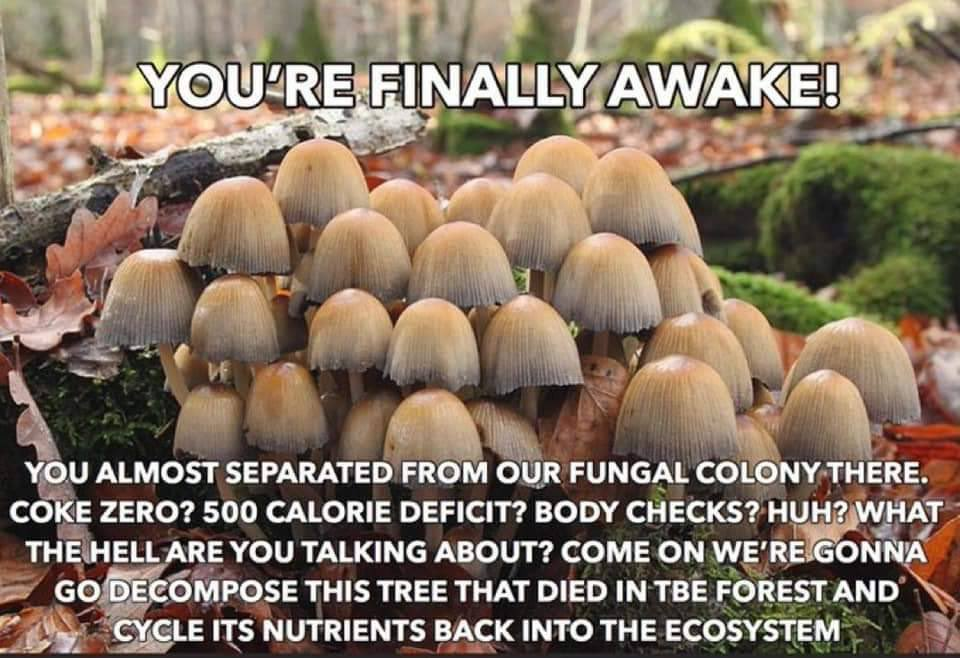 YOU'RE FINALLY AWAKE!
YOU ALMOST SEPARATED FROM OUR FUNGAL COLONY THERE.
COKE ZERO? 500 CALORIE DEFICIT? BODY CHECKS? HUH? WHAT
THE HELL ARE YOU TALKING ABOUT? COME ON WE'RE GONNA
GO DECOMPOSE THIS TREE THAT DIED IN TBE FOREST AND
CYCLE ITS NUTRIENTS BACK INTO THE ECOSYSTEM